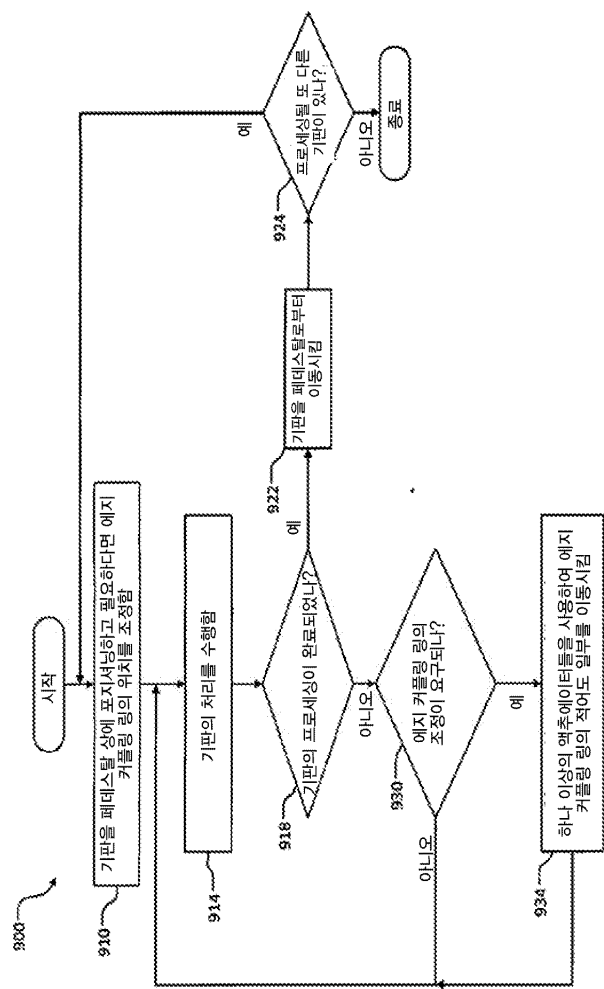 900
시작
910
기판을 페데스탈 상에 포지셔닝하고 필요하다면 에지
커플링 링의 위치를 조정함
914
기판의 처리를 수행함
918
기판의 프로세싱이 완료되었나?
예
아니오
922
기판을 페데스탈로부터
이동시킴
924
프로세싱될 또 다른
기판이 있나?
예
아니오
종료
930
에지 커플링 링의
조정이 요구되나?
아니오
예
934
하나 이상의 액추에이터들을 사용하여 에지
커플링 링의 적어도 일부를 이동시킴